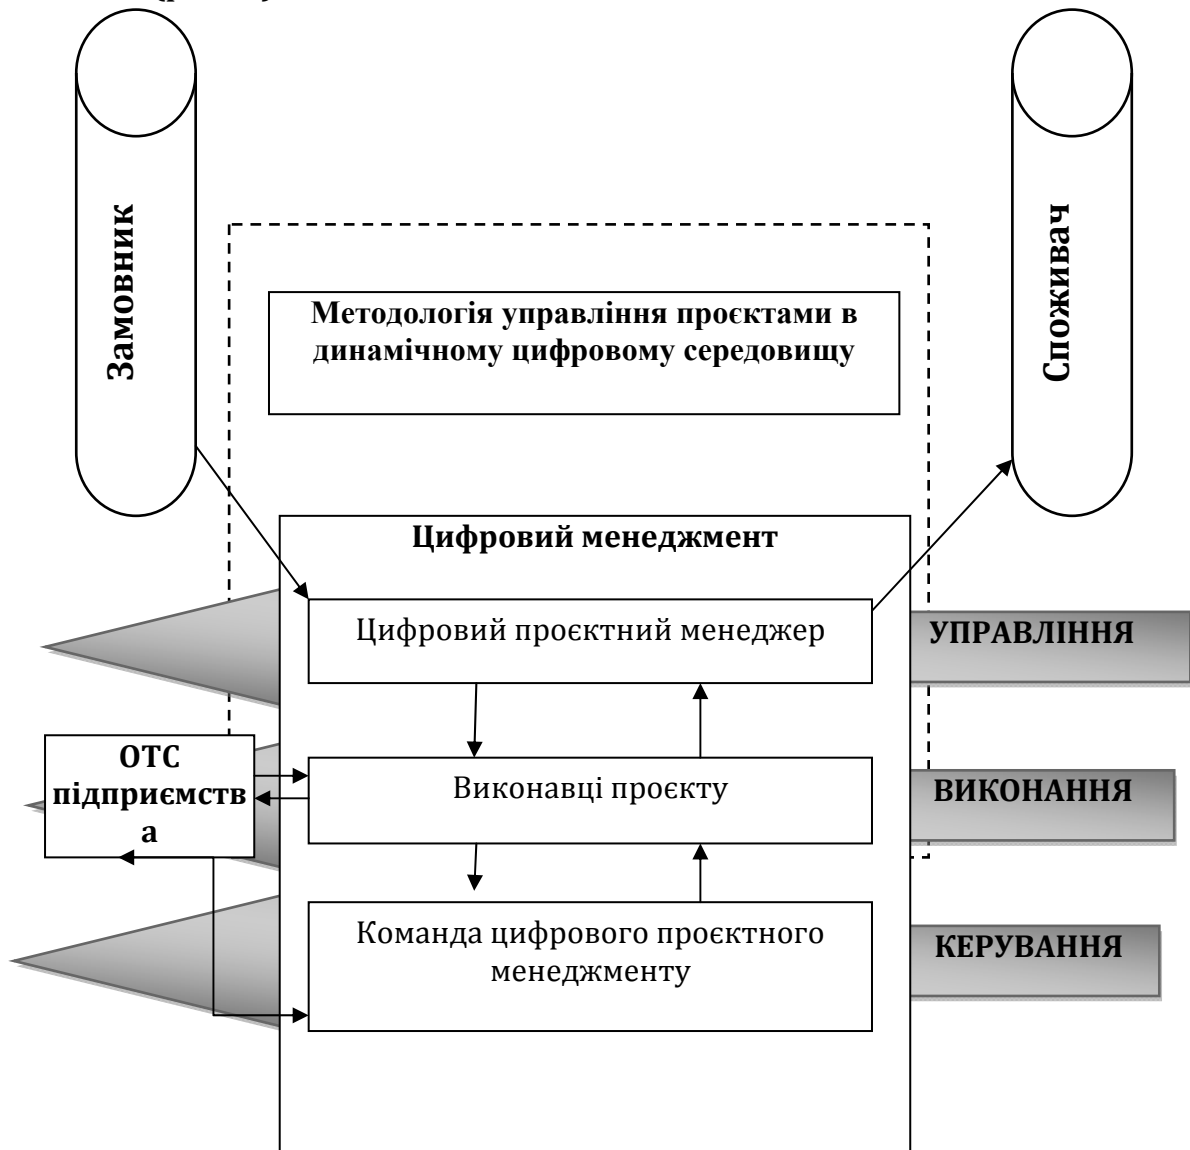 Замовник
Споживач
Методологія управління проєктами в
динамічному цифровому середовищу
Цифровий менеджмент
Цифровий проєктний менеджер
УПРАВЛІННЯ
ОТС
підприємств
а
Виконавці проєкту
ВИКОНАННЯ
Команда цифрового проєктного
менеджменту
КЕРУВАННЯ